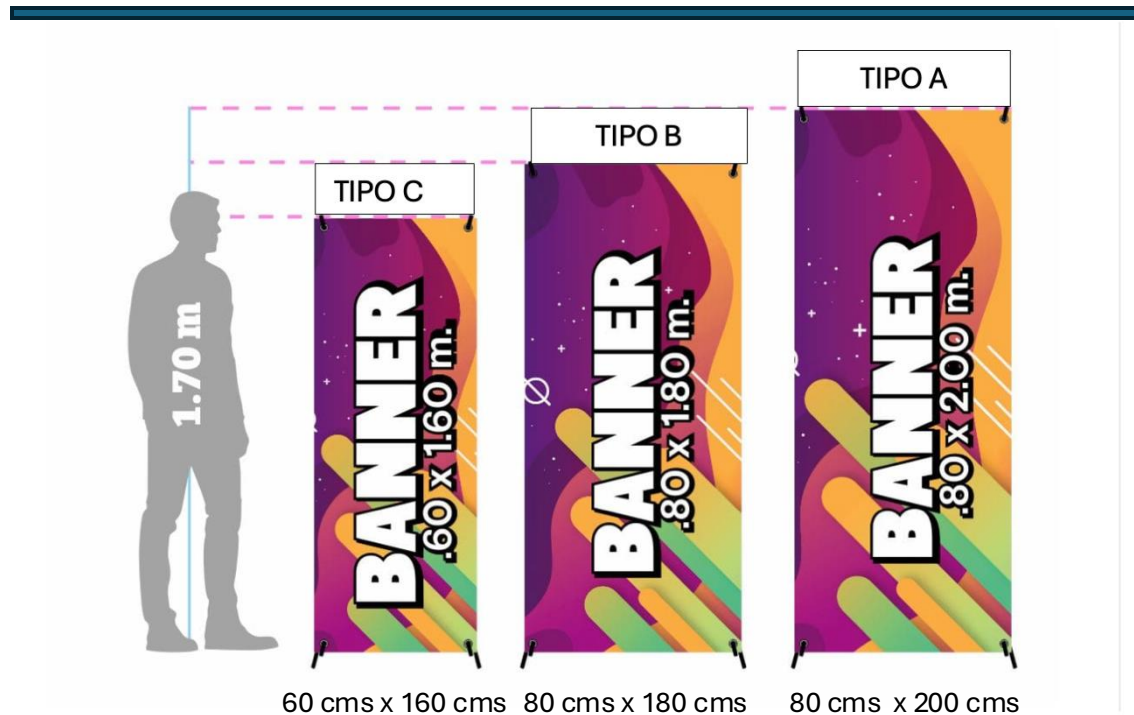 TIPO A
TIPO B
TIPO C
1.70 m
BANNER
.60 x 1.60 m.
BANNER
.80 x 1.80 m.
BANNER
.80 x 2.00 m.
60 cms x 160 cms
80 cms x 180 cms
80 cms x 200 cms